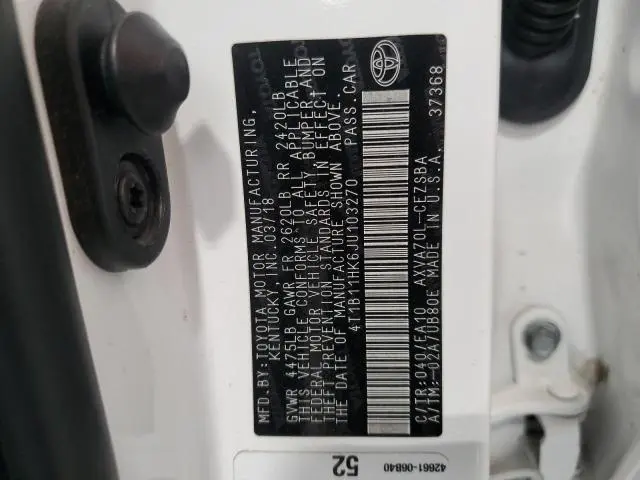 MFD.BY:TOYOTA MOTOR MANUFACTURING,
KENTUCKY, INC. 03/18
GVWR 4475LB GAWR FR 2620LB RR 2420LB
THIS VEHICLE CONFORMS TO ALL APPLICABLE
FEDERAL MOTOR VEHICLE SAFETY, BUMPER, AND
THEFT PREVENTION STANDARDS IN EFFECT ON
THE DATE OF MANUFACTURE SHOWN ABOVE.
4T1B11HK6JU103270 PASS.CAR
C/TR:040/EA10 AXVA70L-CEZSBA
A/TM:-02A/UB80E MADE IN U.S.A. 37368
TOYOTA
52
42661-06B40